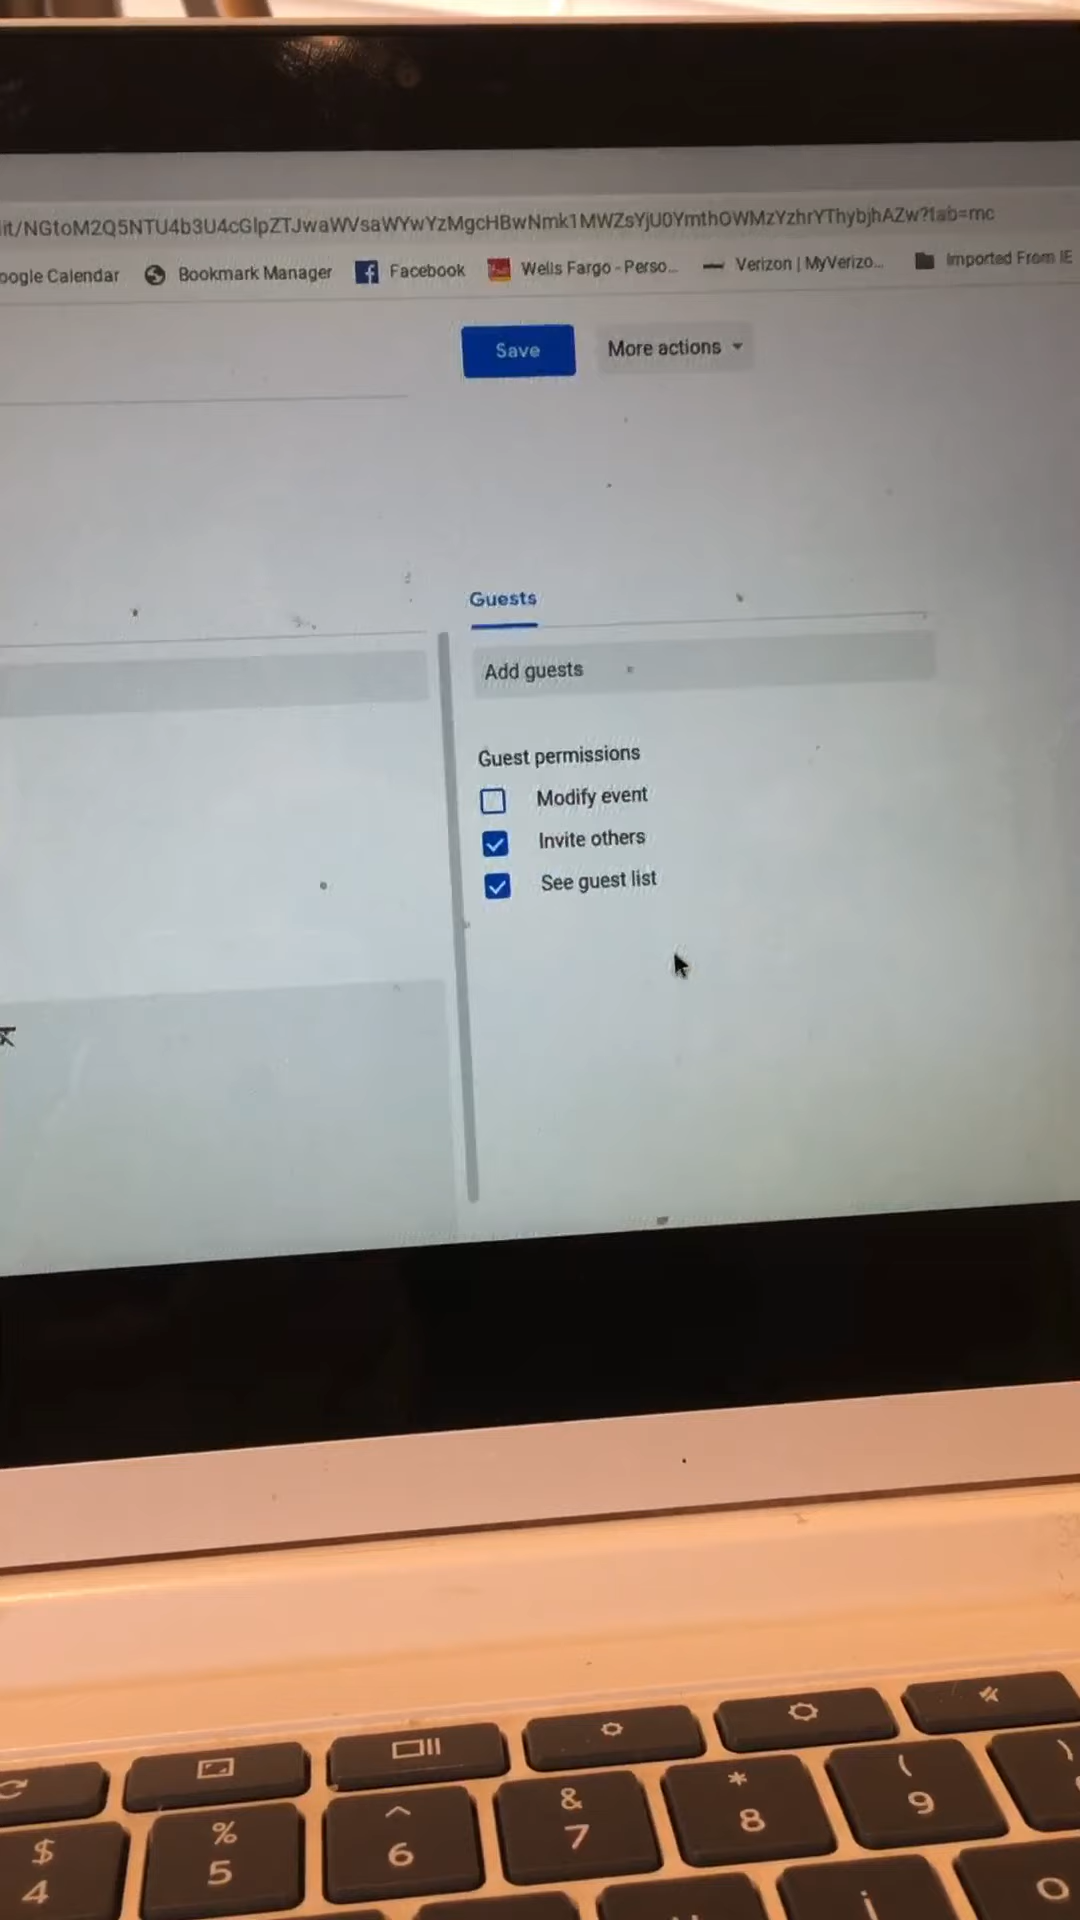 it/NGtoM2Q5NTU4b3U4cGlpZTJwaWVsaWYwYzMgcHBwNmk1MWZsYjU0YmthOWMzYzhrYThybjhAZw?tab=mc
oogle Calendar Bookmark Manager Facebook Wells Fargo - Perso... Verizon | MyVerizo... Imported From IE
Save More actions
Guests
Add guests
Guest permissions
Modify event
Invite others
See guest list
$ % ^ & * ( )
4 5 6 7 8 9
i o